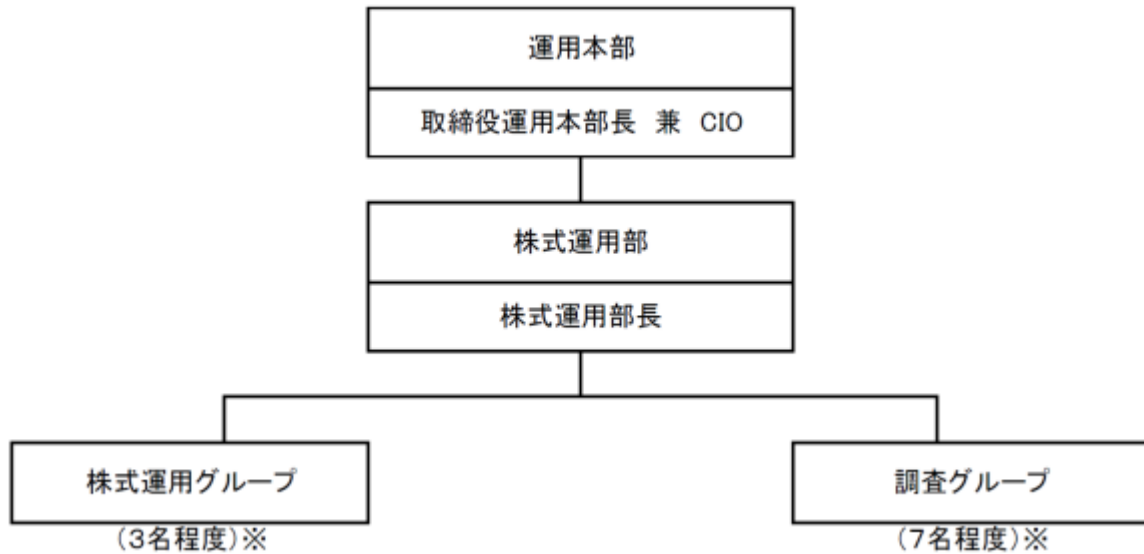 運用本部
取締役運用本部長 兼 CIO
株式運用部
株式運用部長
株式運用グループ
調査グループ
(3名程度)※
(7名程度)※